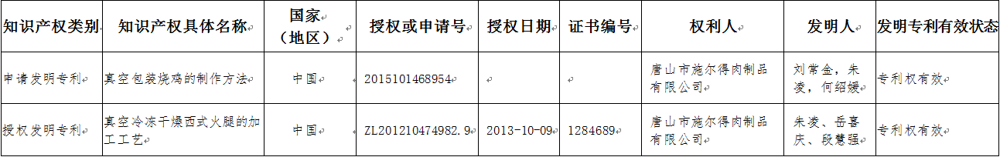 知识产权类别 知识产权具体名称 国家（地区） 授权或申请号 授权日期 证书编号 权利人 发明人 发明专利有效状态
申请发明专利 真空包装烧鸡的制作方法 中国 2015101468954 唐山市施尔得肉制品有限公司 刘常金，朱凌，何绍媛 专利权有效
授权发明专利 真空冷冻干燥西式火腿的加工工艺 中国 ZL201210474982.9 2013-10-09 1284689 唐山市施尔得肉制品有限公司 朱凌、岳喜庆、段慧强 专利权有效